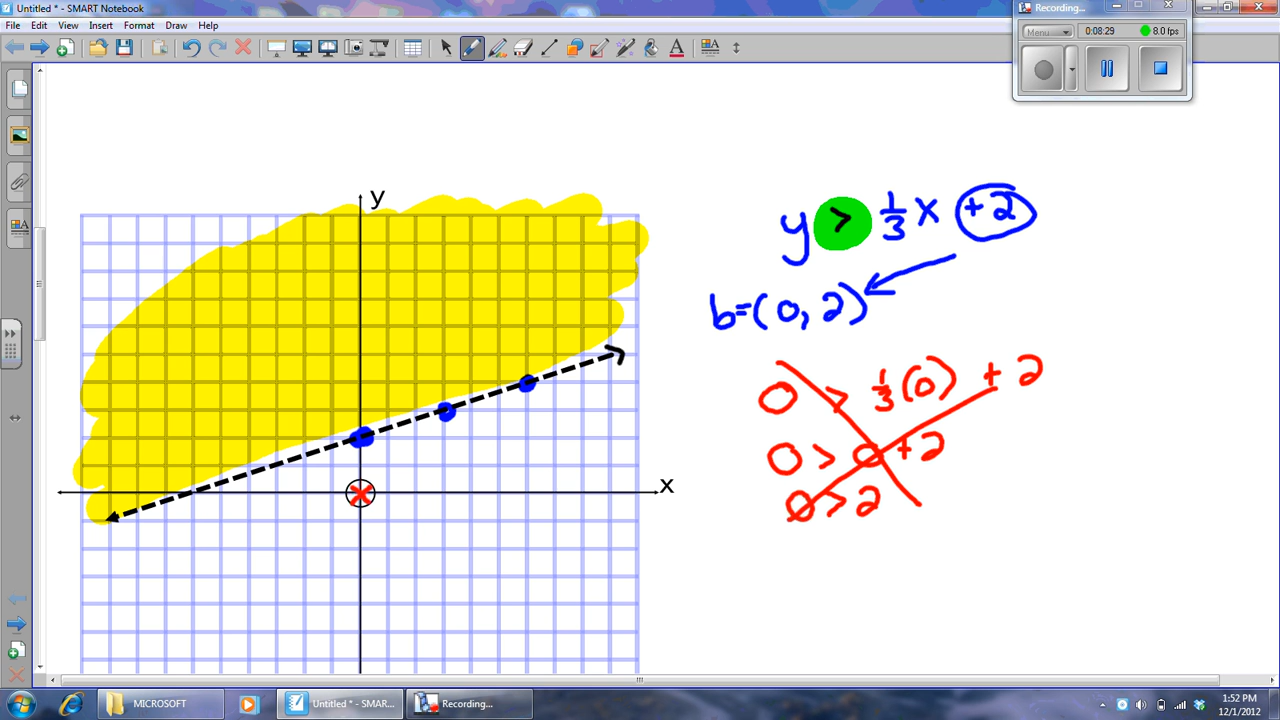 Untitled * - SMART Notebook
Recording...
File Edit View Insert Format Tools Draw Help
Menu 0:08:29 8.0 fps
y
y > 1/3 x + 2
b=(0, 2)
0 > 1/3 (0) + 2
0 > 0 + 2
0 > 2
x
MICROSOFT
Untitled * - SMAR...
Recording...
1:52 PM
12/1/2012